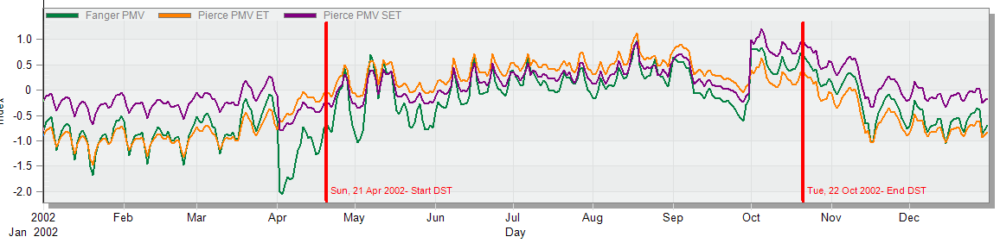 Fanger PMV Pierce PMV ET Pierce PMV SET
1.0
0.5
0
-0.5
-1.0
-1.5
-2.0
Index
Sun, 21 Apr 2002- Start DST
Tue, 22 Oct 2002- End DST
2002 Feb Mar Apr May Jun Jul Aug Sep Oct Nov Dec
Jan 2002
Day